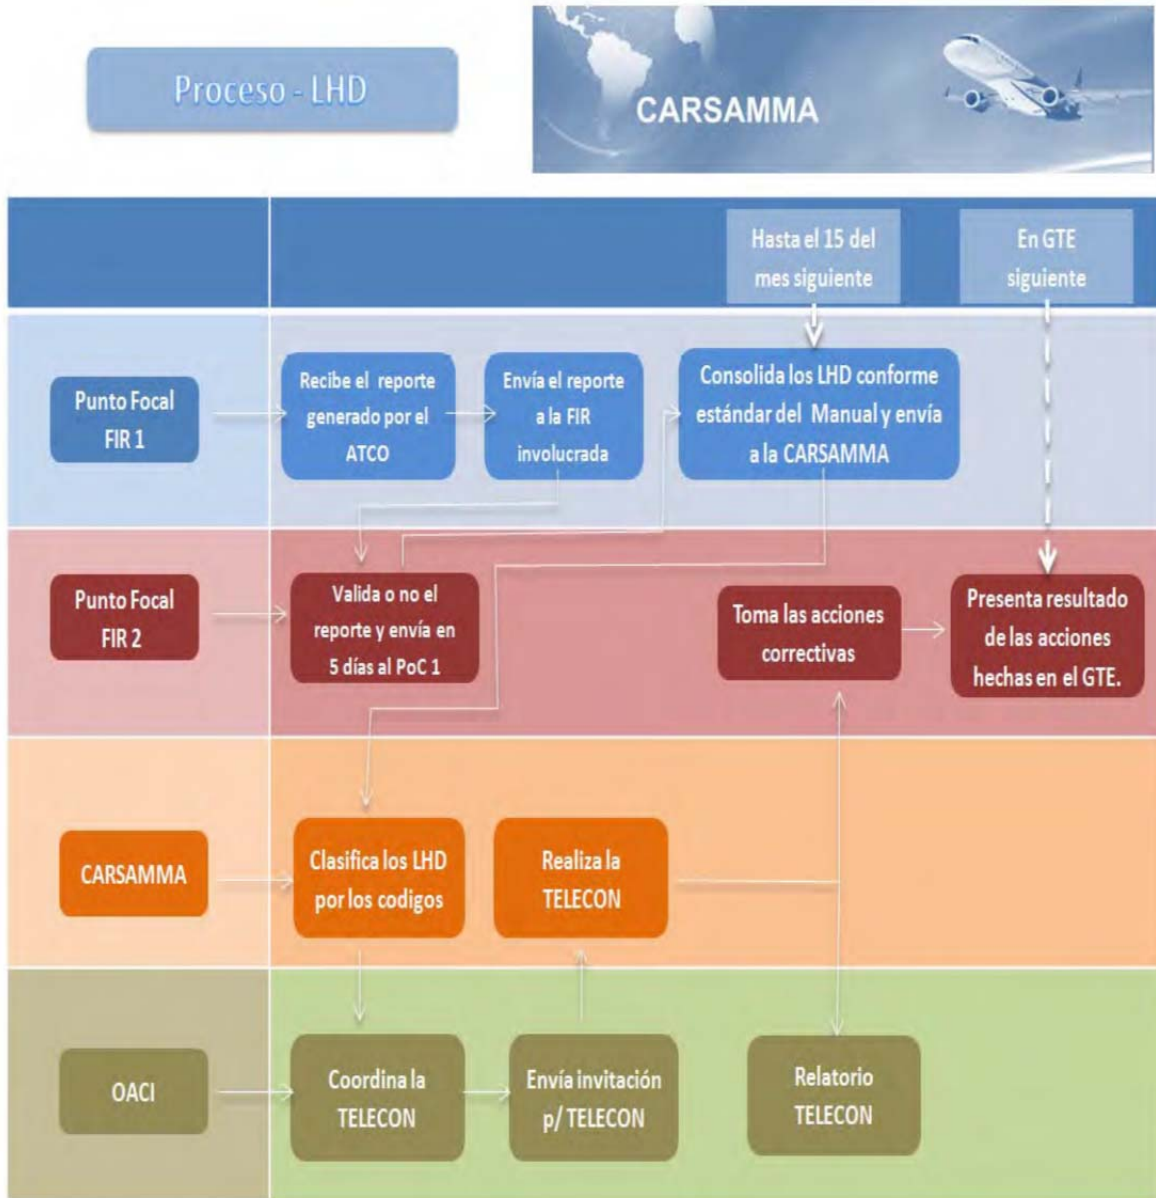 Proceso - LHD
CARSAMMA
Hasta el 15 del
mes siguiente
En GTE
siguiente
Punto Focal
FIR 1
Recibe el reporte
generado por el
ATCO
Envía el reporte
a la FIR
involucrada
Consolida los LHD conforme
estándar del Manual y envía
a la CARSAMMA
Punto Focal
FIR 2
Valida o no el
reporte y envía en
5 días al PoC 1
Toma las acciones
correctivas
Presenta resultado
de las acciones
hechas en el GTE.
CARSAMMA
Clasifica los LHD
por los codigos
Realiza la
TELECON
OACI
Coordina la
TELECON
Envía invitación
p/ TELECON
Relatorio
TELECON